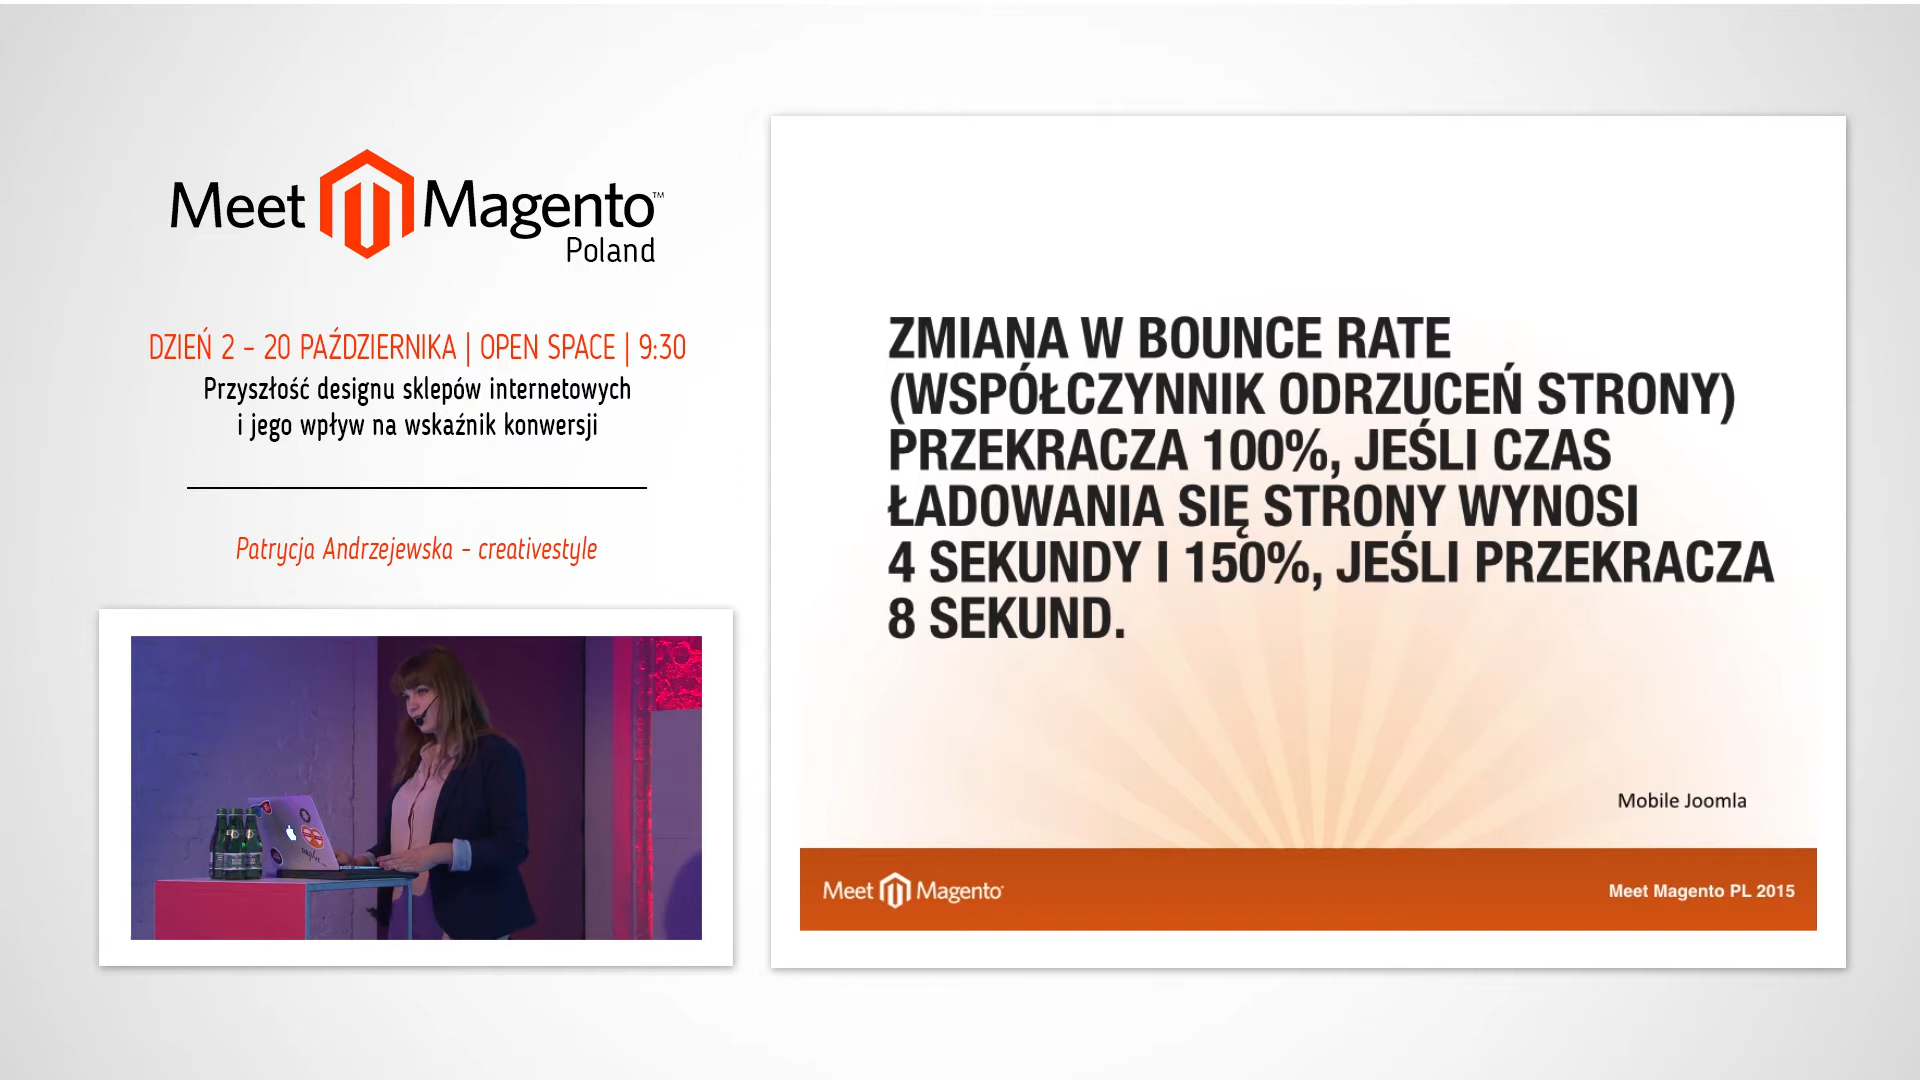 Meet Magento™
Poland
DZIEŃ 2 – 20 PAŹDZIERNIKA | OPEN SPACE | 9:30
Przyszłość designu sklepów internetowych
i jego wpływ na wskaźnik konwersji
Patrycja Andrzejewska - creativestyle
ZMIANA W BOUNCE RATE
(WSPÓŁCZYNNIK ODRZUCEŃ STRONY)
PRZEKRACZA 100%, JEŚLI CZAS
ŁADOWANIA SIĘ STRONY WYNOSI
4 SEKUNDY I 150%, JEŚLI PRZEKRACZA
8 SEKUND.
Mobile Joomla
Meet Magento
Meet Magento PL 2015